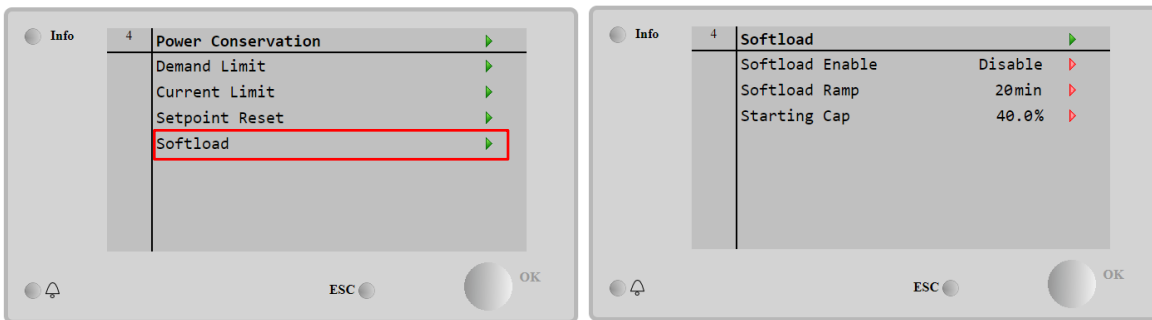 Info
4 Power Conservation
Demand Limit
Current Limit
Setpoint Reset
Softload
ESC
OK
Info
4 Softload
Softload Enable Disable
Softload Ramp 20min
Starting Cap 40.0%
ESC
OK